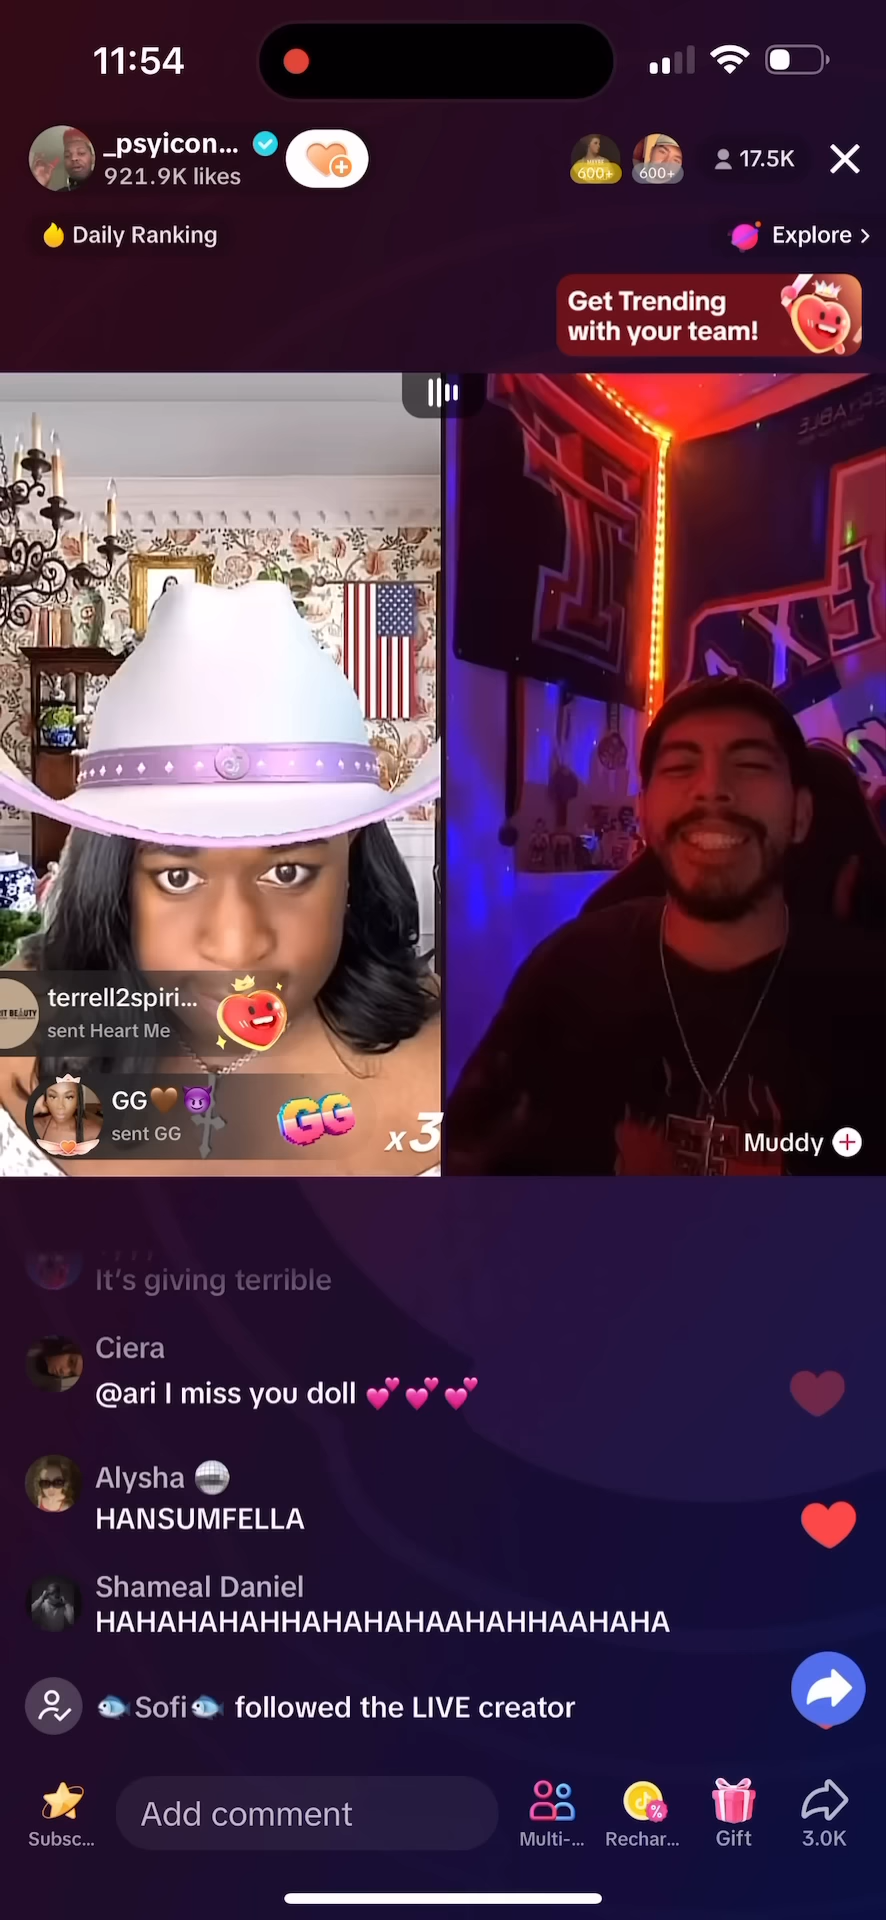 11:54
_psyicon...
921.9K likes
600+
600+
17.5K
Daily Ranking
Explore >
Get Trending
with your team!
terrell2spiri...
sent Heart Me
GG🤎😈
sent GG
GG
x3
Muddy
It's giving terrible
Ciera
@ari I miss you doll 💕💕💕
Alysha 🪩
HANSUMFELLA
Shameal Daniel
HAHAHAHAHHAHAHAHAAHAHHAAHAHA
🐟Sofi🐟 followed the LIVE creator
Subsc...
Add comment
Multi-...
Rechar...
Gift
3.0K